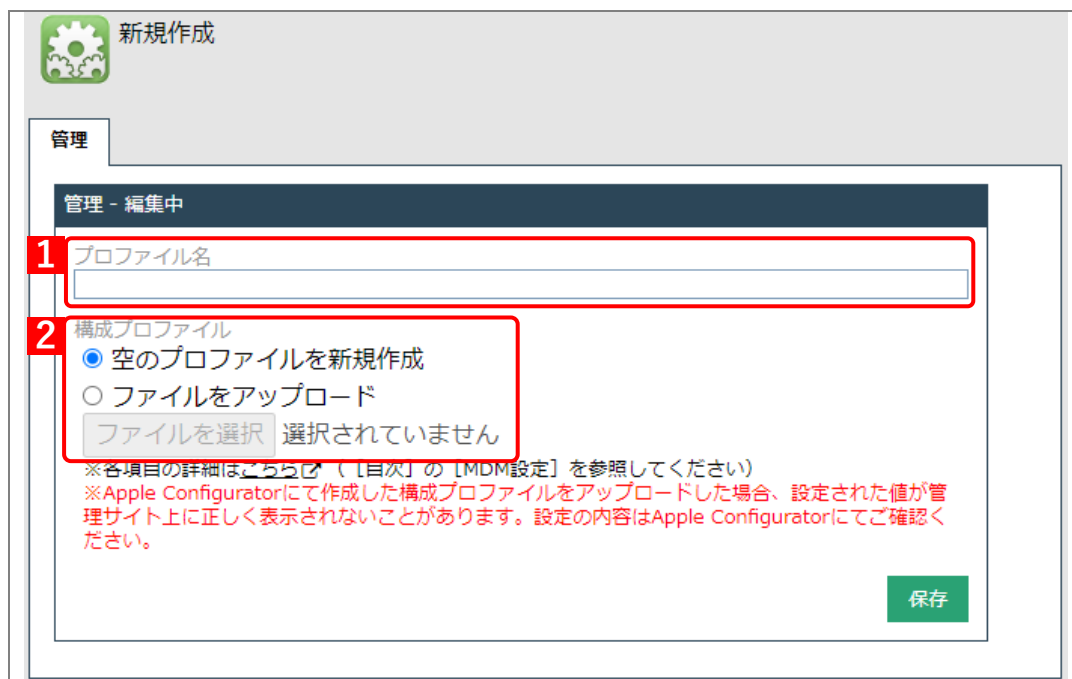 新規作成
管理
管理 - 編集中
1
プロファイル名
2
構成プロファイル
空のプロファイルを新規作成
ファイルをアップロード
ファイルを選択 選択されていません
※各項目の詳細はこちら（［目次］の［MDM設定］を参照してください）
※Apple Configuratorにて作成した構成プロファイルをアップロードした場合、設定された値が管
理サイト上に正しく表示されないことがあります。設定の内容はApple Configuratorにてご確認く
ださい。
保存